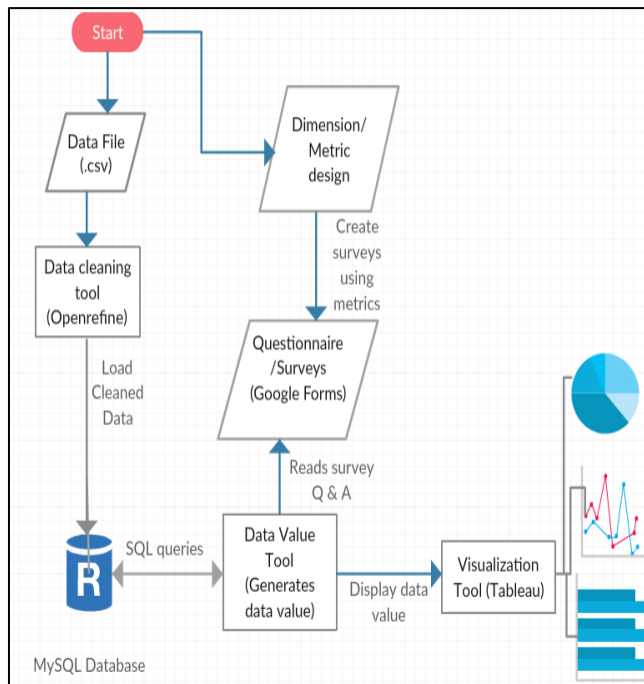 Start
Data File
(.csv)
Dimension/
Metric
design
Data cleaning
tool
(Openrefine)
Create
surveys
using
metrics
Load
Cleaned
Data
Questionnaire
/Surveys
(Google Forms)
Reads survey
Q & A
R
SQL queries
Data Value
Tool
(Generates
data value)
Display data
value
Visualization
Tool (Tableau)
MySQL Database